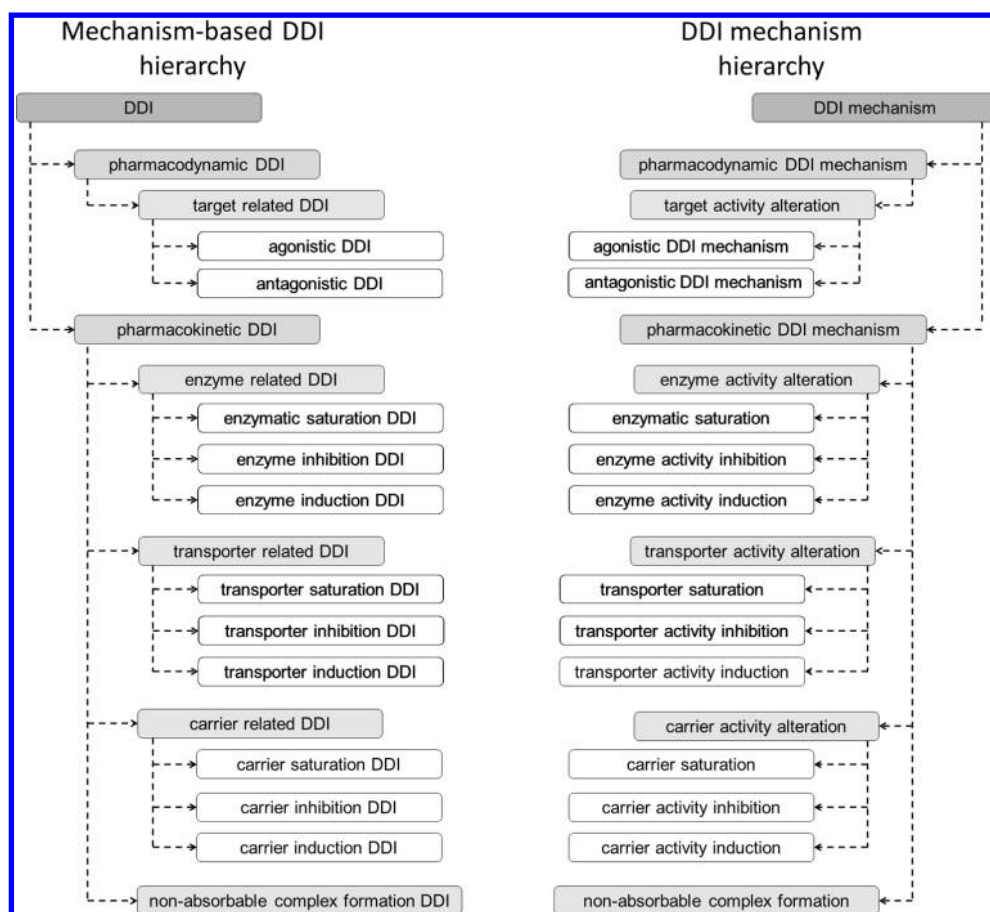 Mechanism-based DDI
hierarchy
DDI
pharmacodynamic DDI
target related DDI
agonistic DDI
antagonistic DDI
pharmacokinetic DDI
enzyme related DDI
enzymatic saturation DDI
enzyme inhibition DDI
enzyme induction DDI
transporter related DDI
transporter saturation DDI
transporter inhibition DDI
transporter induction DDI
carrier related DDI
carrier saturation DDI
carrier inhibition DDI
carrier induction DDI
non-absorbable complex formation DDI
DDI mechanism
hierarchy
DDI mechanism
pharmacodynamic DDI mechanism
target activity alteration
agonistic DDI mechanism
antagonistic DDI mechanism
pharmacokinetic DDI mechanism
enzyme activity alteration
enzymatic saturation
enzyme activity inhibition
enzyme activity induction
transporter activity alteration
transporter saturation
transporter activity inhibition
transporter activity induction
carrier activity alteration
carrier saturation
carrier activity inhibition
carrier activity induction
non-absorbable complex formation